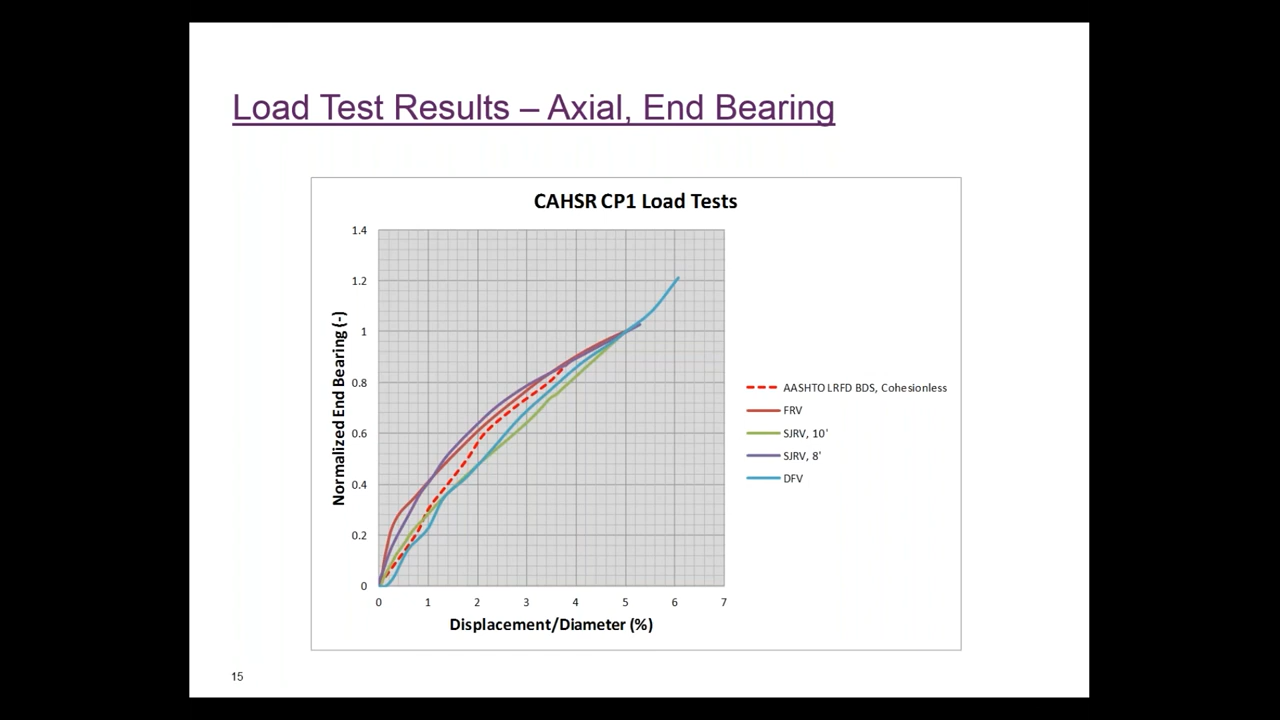 Load Test Results – Axial, End Bearing
CAHSR CP1 Load Tests
1.4
1.2
1
0.8
0.6
0.4
0.2
0
Normalized End Bearing (-)
0 1 2 3 4 5 6 7
Displacement/Diameter (%)
AASHTO LRFD BDS, Cohesionless
FRV
SJRV, 10'
SJRV, 8'
DFV
15